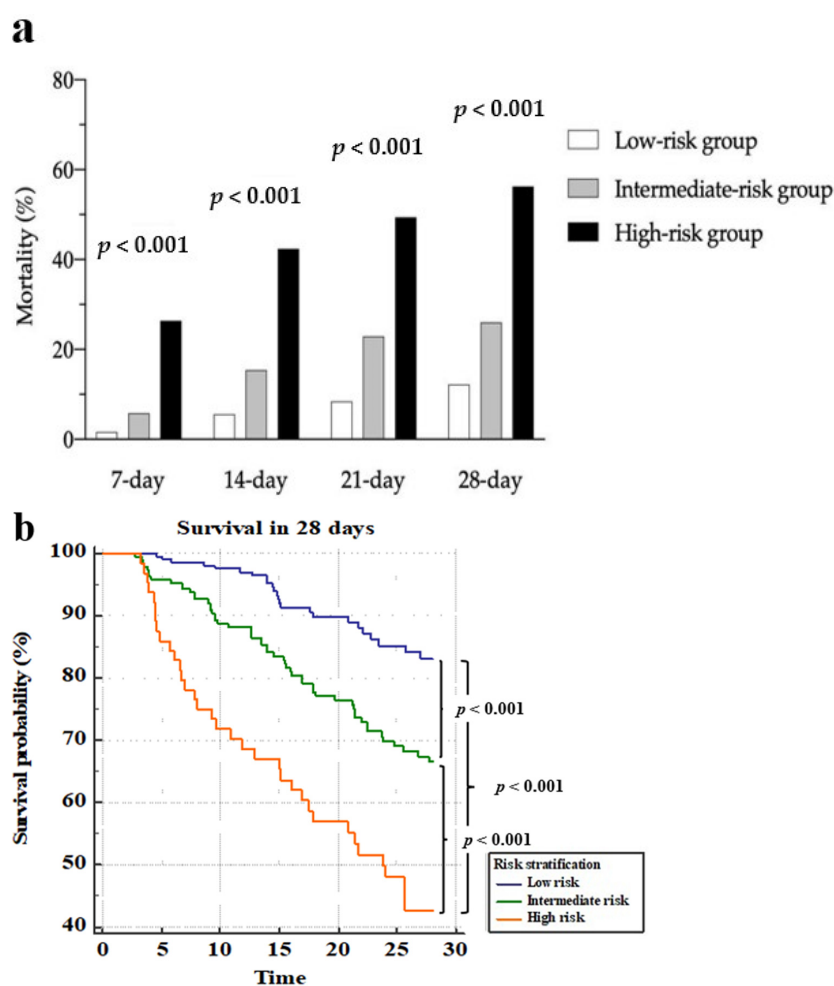 a
80
60
40
20
0
Mortality (%)
p < 0.001
p < 0.001
p < 0.001
p < 0.001
Low-risk group
Intermediate-risk group
High-risk group
7-day
14-day
21-day
28-day
b
Survival in 28 days
100
90
80
70
60
50
40
Survival probability (%)
0
5
10
15
20
25
30
Time
p < 0.001
p < 0.001
p < 0.001
Risk stratification
Low risk
Intermediate risk
High risk